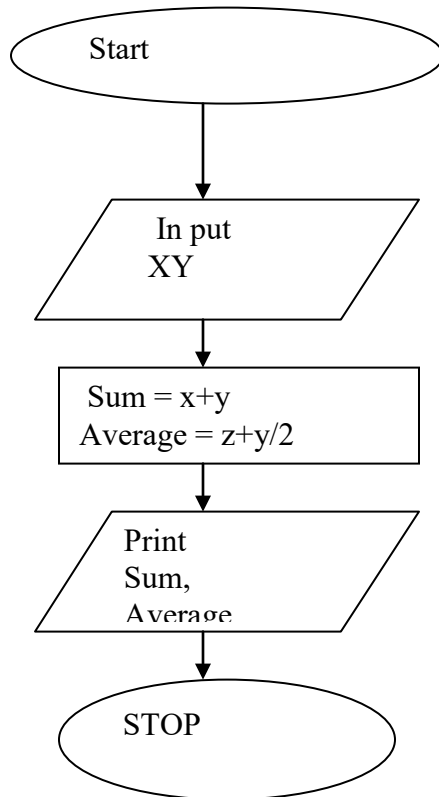 Start
In put
XY
Sum = x+y
Average = z+y/2
Print
Sum,
Average
STOP